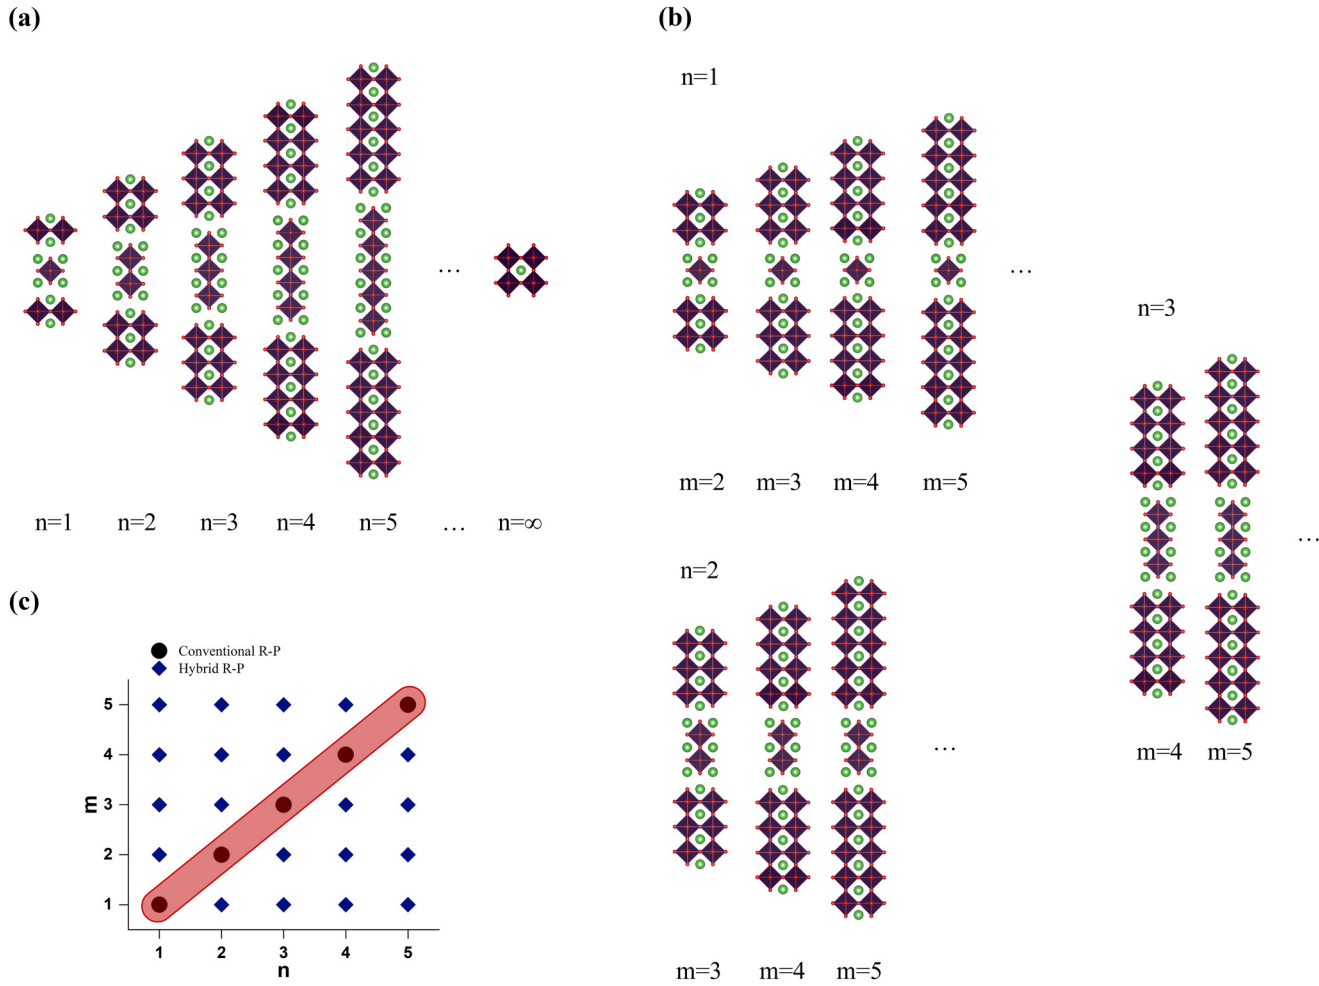 (a)
...
n=1 n=2 n=3 n=4 n=5 ... n=∞
(b)
n=1
...
m=2 m=3 m=4 m=5
n=2
...
m=3 m=4 m=5
n=3
...
m=4 m=5
(c)
Conventional R-P
Hybrid R-P
5
4
3
2
1
m
1 2 3 4 5
n